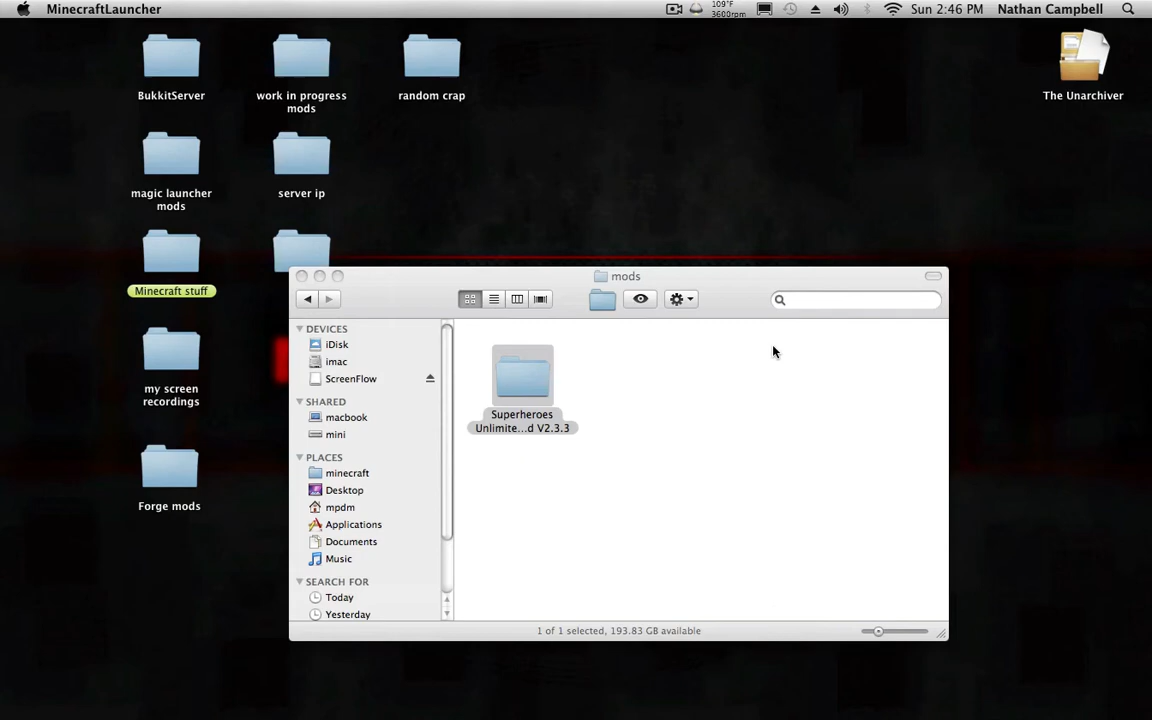 MinecraftLauncher
109°F
3600rpm
Sun 2:46 PM
Nathan Campbell
BukkitServer
work in progress
mods
random crap
The Unarchiver
magic launcher
mods
server ip
Minecraft stuff
my screen
recordings
Forge mods
mods
DEVICES
iDisk
imac
ScreenFlow
SHARED
macbook
mini
PLACES
minecraft
Desktop
mpdm
Applications
Documents
Music
SEARCH FOR
Today
Yesterday
Superheroes
Unlimite...d V2.3.3
1 of 1 selected, 193.83 GB available